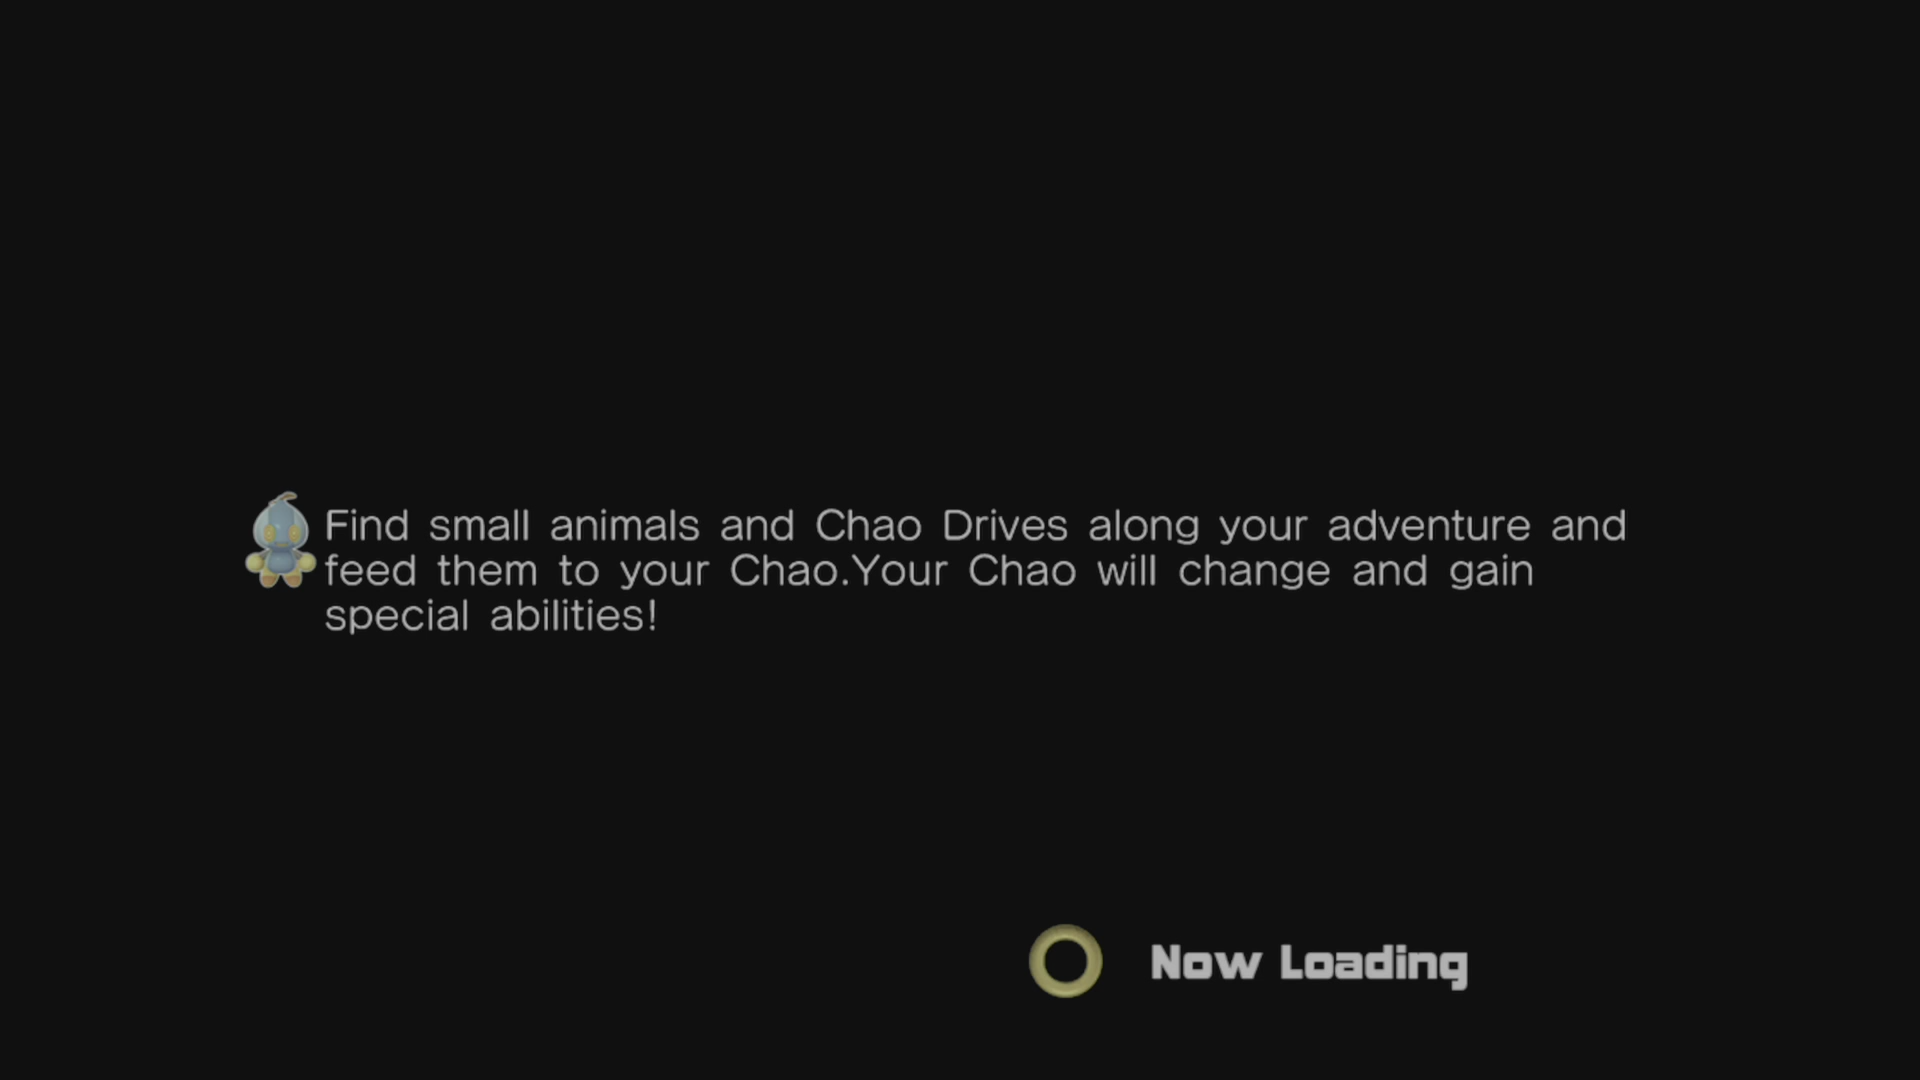 Find small animals and Chao Drives along your adventure and
feed them to your Chao.Your Chao will change and gain
special abilities!
Now Loading